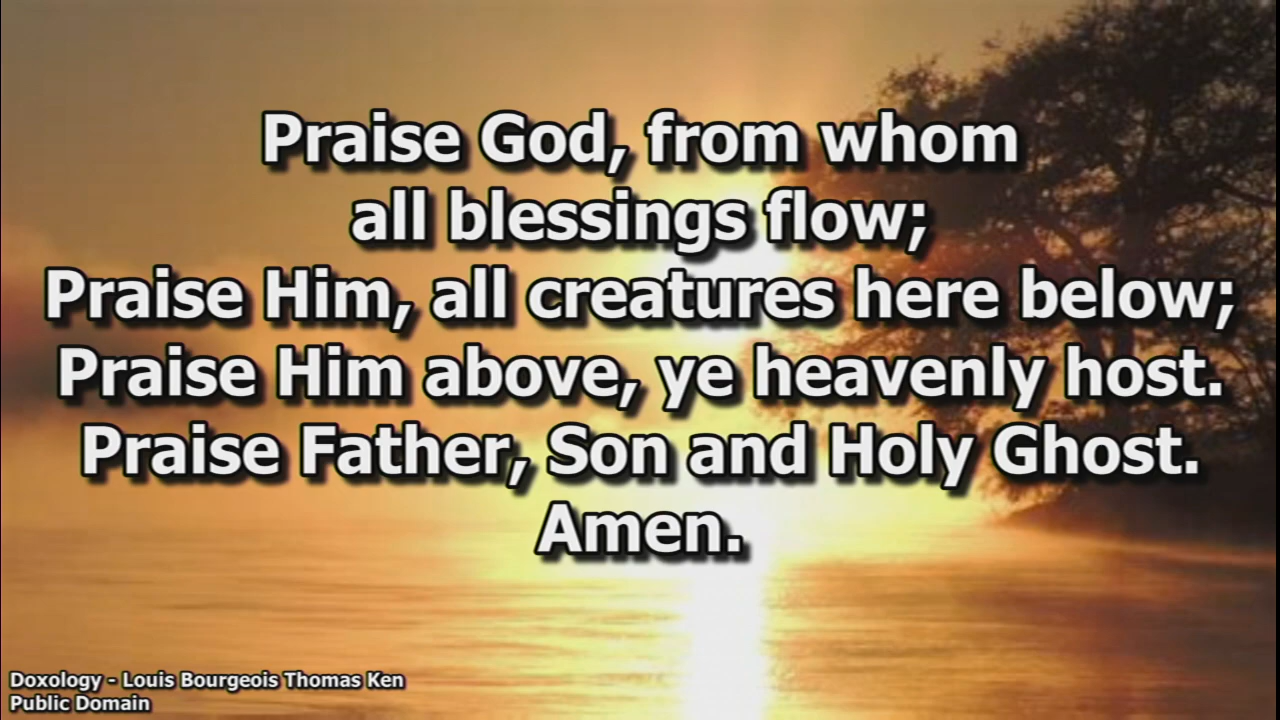 Praise God, from whom
all blessings flow;
Praise Him, all creatures here below;
Praise Him above, ye heavenly host.
Praise Father, Son and Holy Ghost.
Amen.
Doxology - Louis Bourgeois Thomas Ken
Public Domain